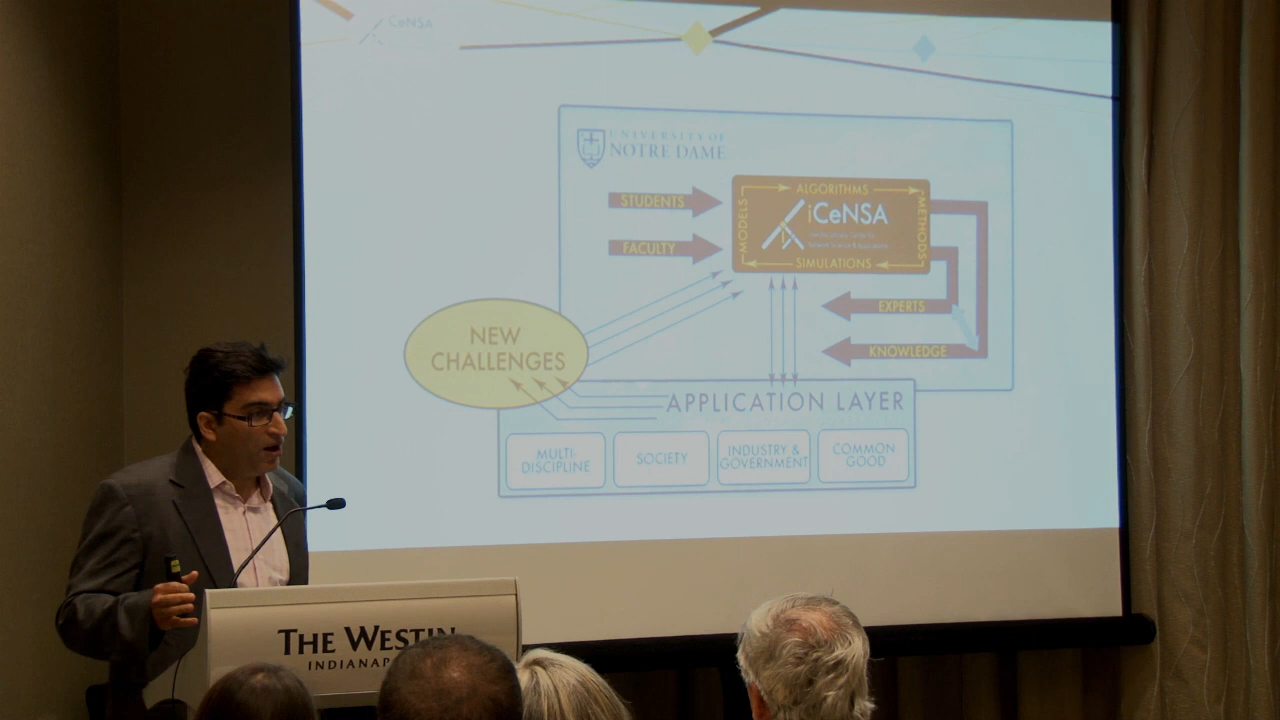 CeNSA
UNIVERSITY OF
NOTRE DAME
STUDENTS
FACULTY
ALGORITHMS
MODELS
iCeNSA
METHODS
SIMULATIONS
EXPERTS
KNOWLEDGE
NEW
CHALLENGES
APPLICATION LAYER
MULTI-
DISCIPLINE
SOCIETY
INDUSTRY &
GOVERNMENT
COMMON
GOOD
THE WESTIN